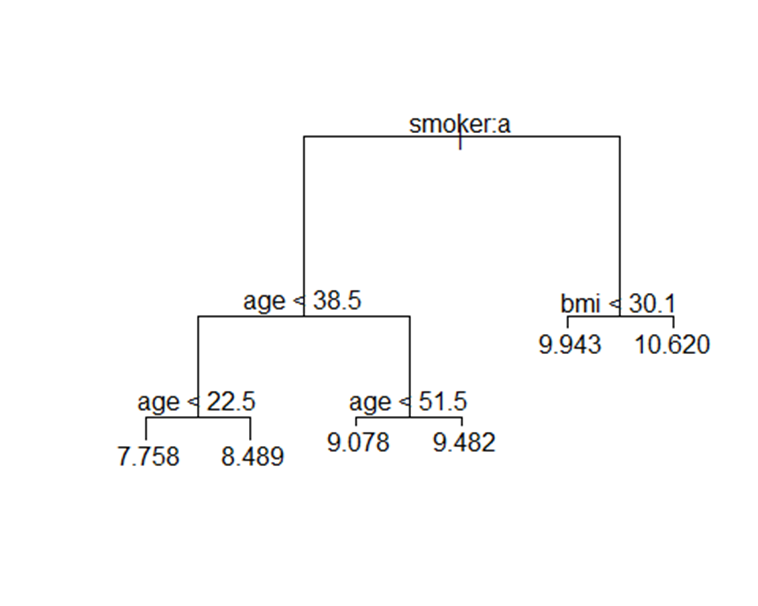 smoker:a
age < 38.5
bmi < 30.1
9.943
10.620
age < 22.5
age < 51.5
7.758
8.489
9.078
9.482